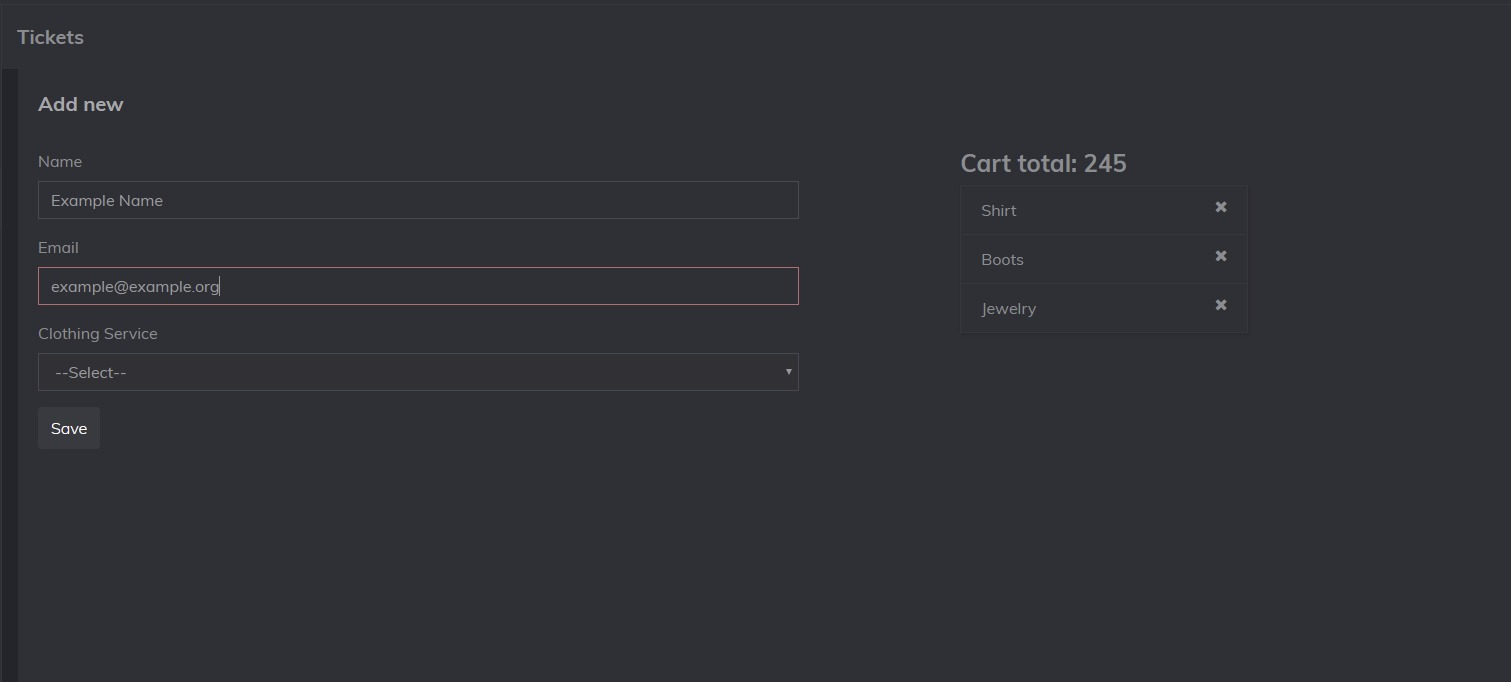 Tickets
Add new
Name
Example Name
Email
example@example.org
Clothing Service
--Select--
Save
Cart total: 245
Shirt
Boots
Jewelry